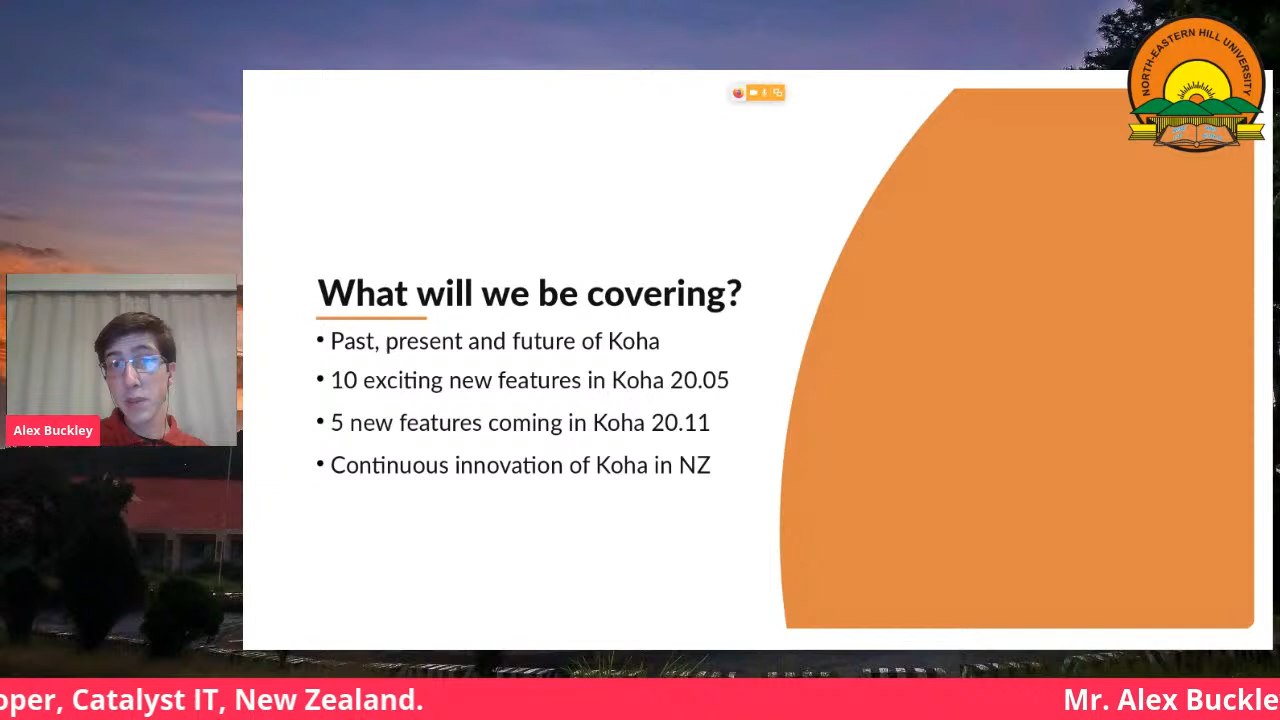 NORTH-EASTERN HILL UNIVERSITY
What will we be covering?
• Past, present and future of Koha
• 10 exciting new features in Koha 20.05
• 5 new features coming in Koha 20.11
• Continuous innovation of Koha in NZ
Alex Buckley
oper, Catalyst IT, New Zealand.
Mr. Alex Buckle